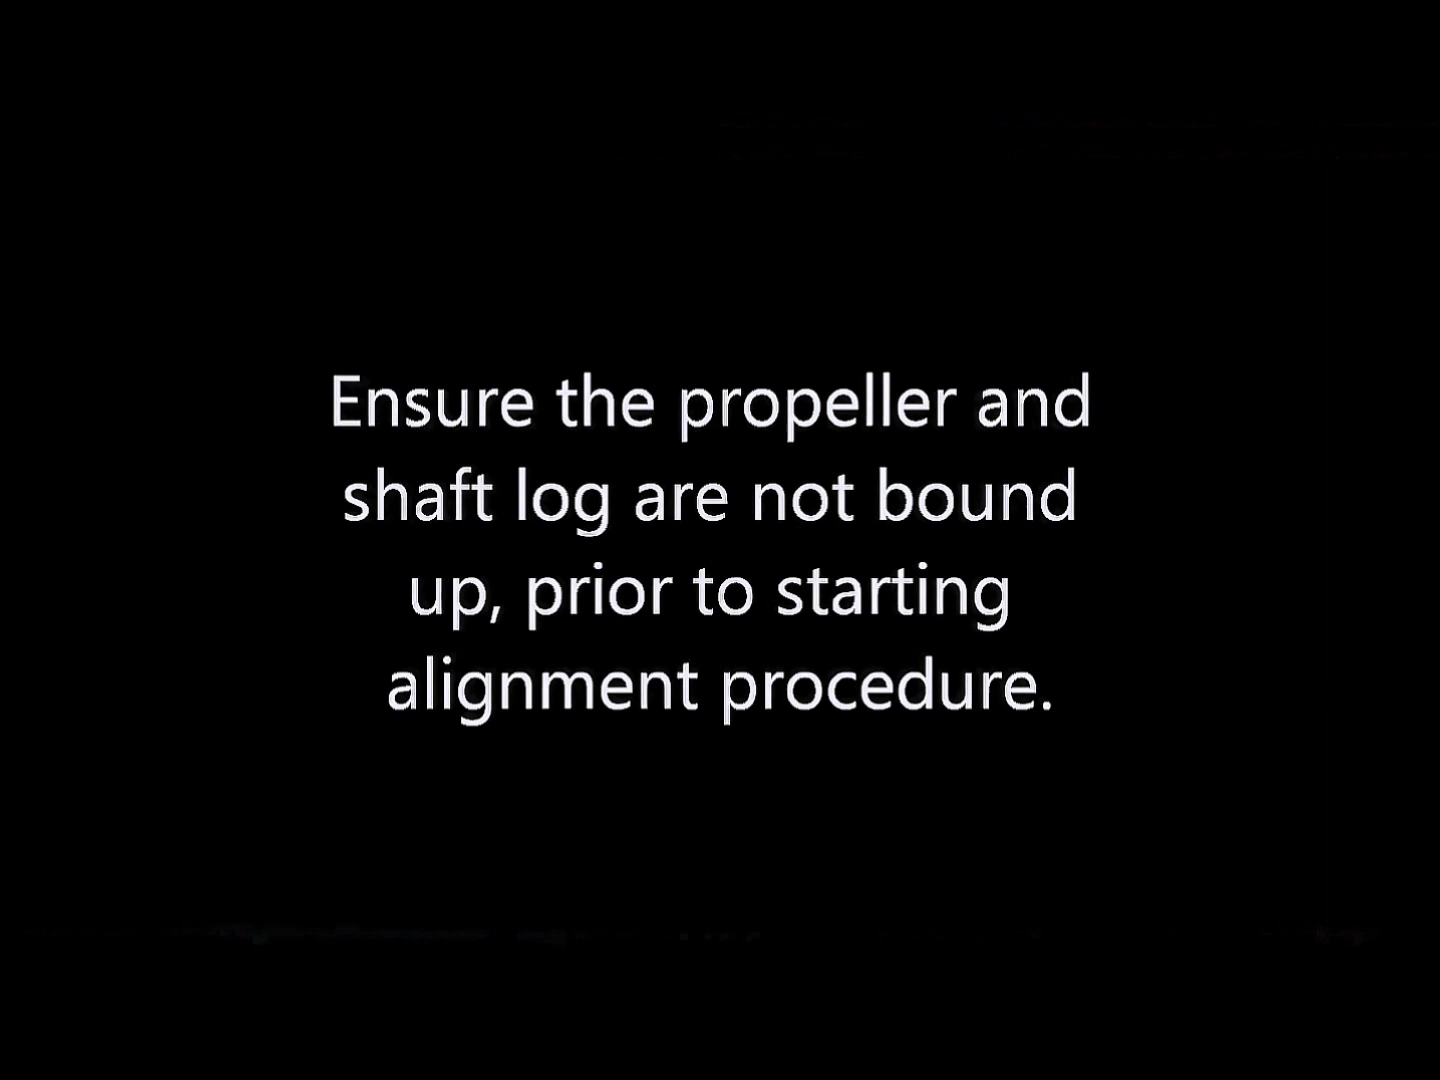 Ensure the propeller and
shaft log are not bound
up, prior to starting
alignment procedure.